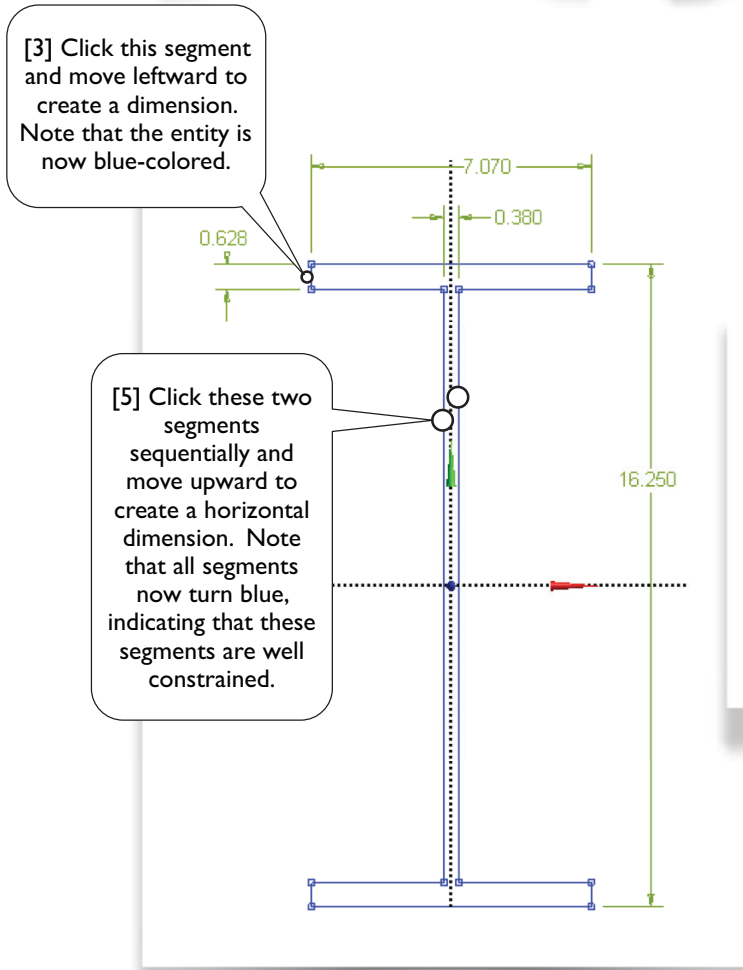 [3] Click this segment
and move leftward to
create a dimension.
Note that the entity is
now blue-colored.
7.070
0.380
0.628
[5] Click these two
segments
sequentially and
move upward to
create a horizontal
dimension. Note
that all segments
now turn blue,
indicating that these
segments are well
constrained.
16.250